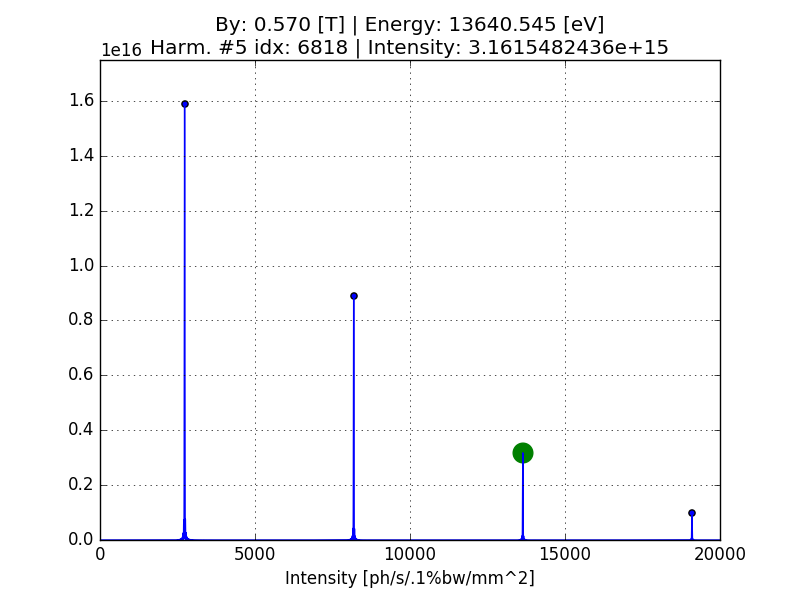 By: 0.570 [T] | Energy: 13640.545 [eV]
1e16 Harm. #5 idx: 6818 | Intensity: 3.1615482436e+15
1.6
1.4
1.2
1.0
0.8
0.6
0.4
0.2
0.0
0 5000 10000 15000 20000
Intensity [ph/s/.1%bw/mm^2]